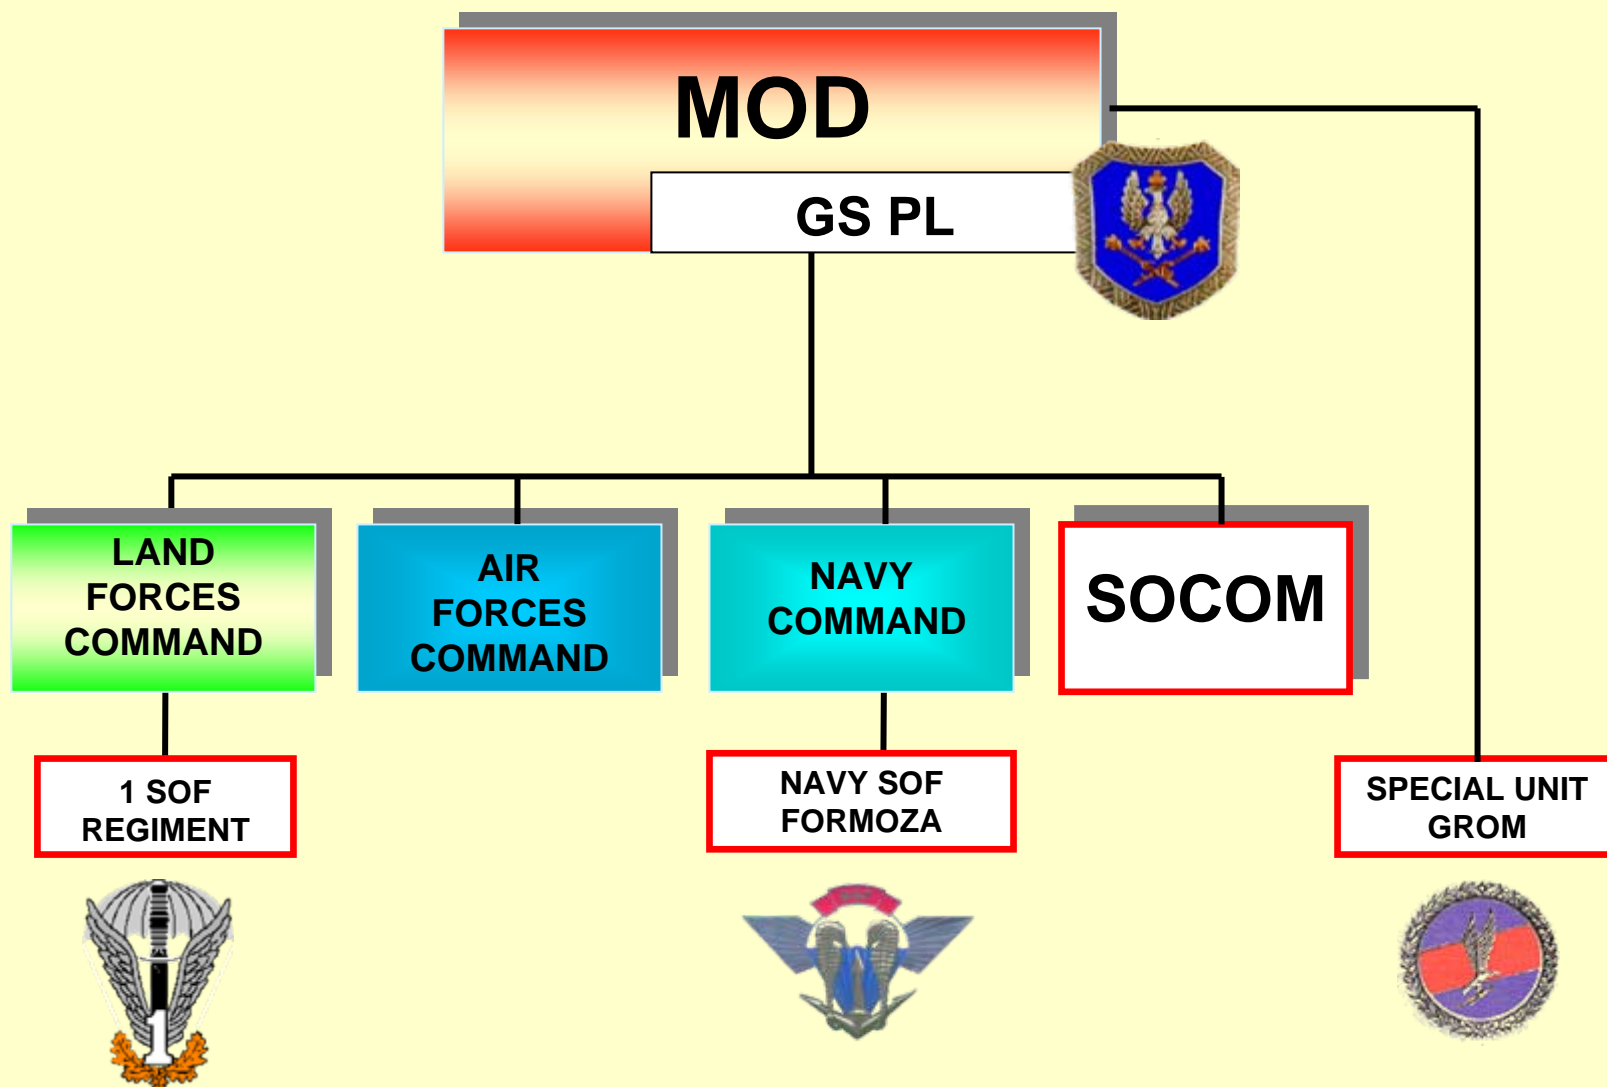 MOD
GS PL
LAND
FORCES
COMMAND
AIR
FORCES
COMMAND
NAVY
COMMAND
SOCOM
1 SOF
REGIMENT
NAVY SOF
FORMOZA
SPECIAL UNIT
GROM
1